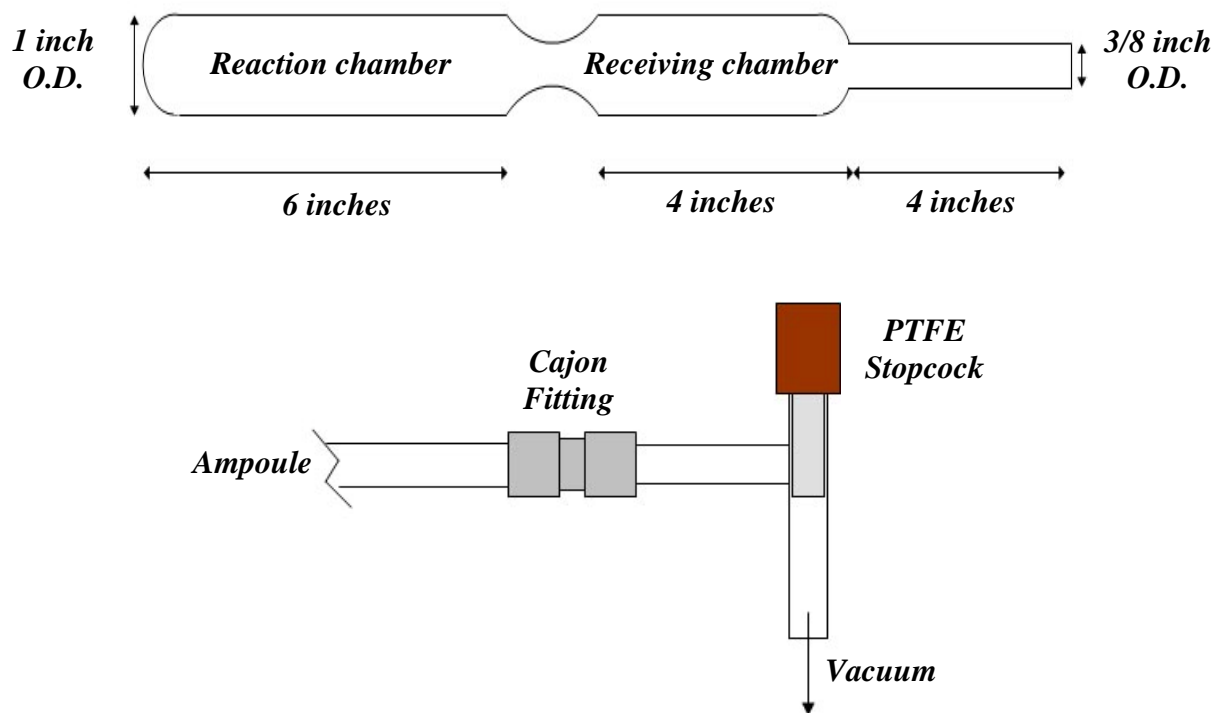 1 inch
O.D.
Reaction chamber
Receiving chamber
3/8 inch
O.D.
6 inches
4 inches
4 inches
PTFE
Stopcock
Cajon
Fitting
Ampoule
Vacuum